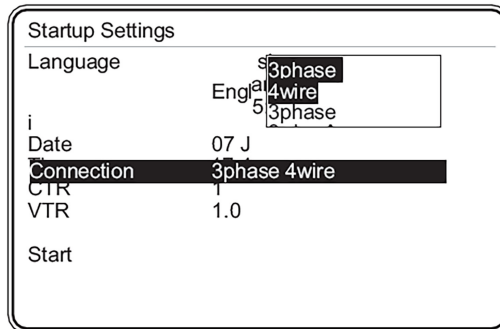 Startup Settings
Language
Engl
5
3phase
4wire
3phase
i
Date 07 J
Connection 3phase 4wire
CTR 1
VTR 1.0
Start